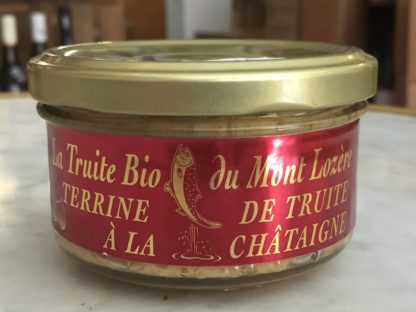 La Truite Bio du Mont Lozère
TERRINE DE TRUITE
À LA CHÂTAIGNE